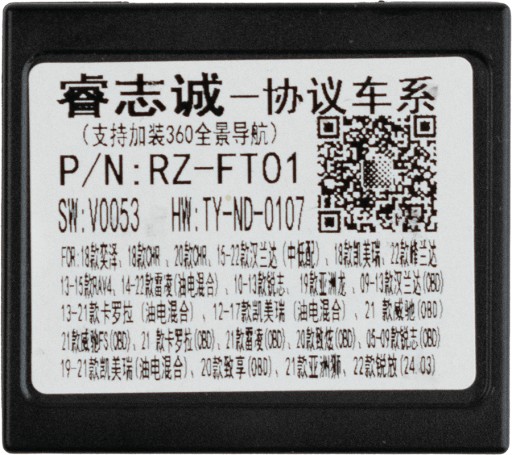 睿志诚-协议车系
(支持加装360全景导航)
P/N:RZ-FT01
SW:V0053 HW:TY-ND-0107
FOR:18款奕泽、18款CHR、20款CHR、15-22款汉兰达(中低配)、18款凯美瑞、22款锋兰达
13-15款RAV4、14-22款雷凌(油电混合)、10-13款锐志、19款亚洲龙、09-13款汉兰达(OBD)
13-21款卡罗拉(油电混合)、12-17款凯美瑞(油电混合)、21款威驰(OBD)
21款威驰FS(OBD)、21款卡罗拉(OBD)、21款雷凌(OBD)、20款致炫(OBD)、05-09款锐志(OBD)
19-21款凯美瑞(油电混合)、20款致享(OBD)、21款亚洲狮、22款锐放(24.03)